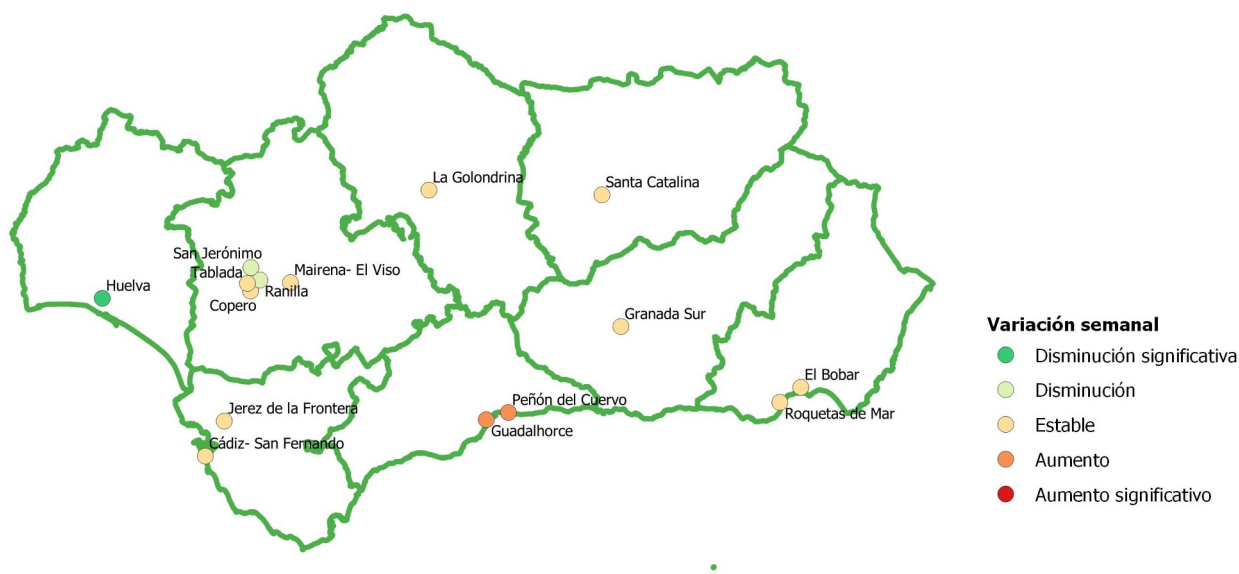 La Golondrina
Santa Catalina
San Jerónimo
Tablada
Mairena- El Viso
Huelva
Ranilla
Copero
Granada Sur
El Bobar
Peñón del Cuervo
Jerez de la Frontera
Roquetas de Mar
Guadalhorce
Cádiz- San Fernando
Variación semanal
Disminución significativa
Disminución
Estable
Aumento
Aumento significativo